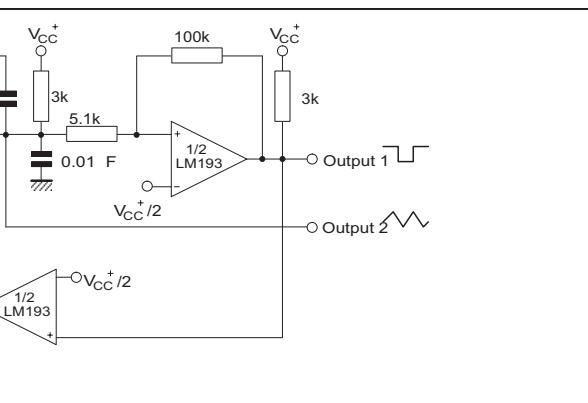 VCC+
VCC+
100k
3k
3k
5.1k
+
1/2
LM193
0.01 F
−
Output 1
VCC+/2
Output 2
VCC+/2
1/2
LM193
+